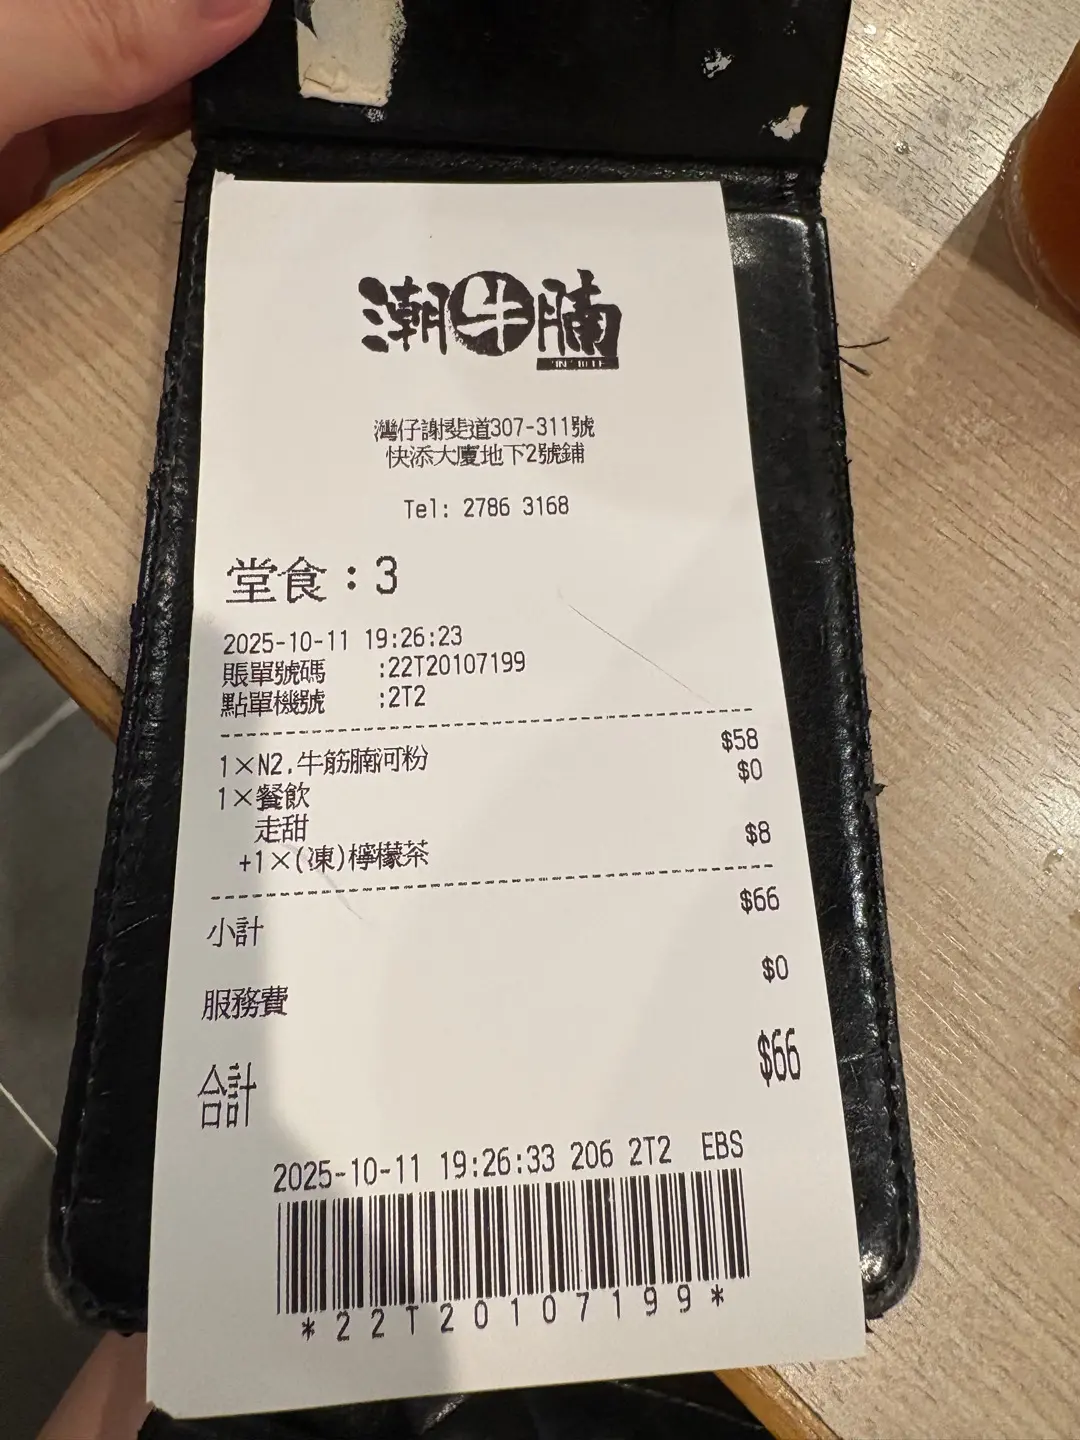 潮牛腩
灣仔謝斐道307-311號
快添大廈地下2號鋪
Tel: 2786 3168
堂食：3
2025-10-11 19:26:23
賬單號碼 :22T20107199
點單機號 :2T2
1×N2.牛筋腩河粉 $58
1×餐飲 $0
走甜
+1×(凍)檸檬茶 $8
小計 $66
服務費 $0
合計 $66
2025-10-11 19:26:33 206 2T2 EBS
*22T20107199*